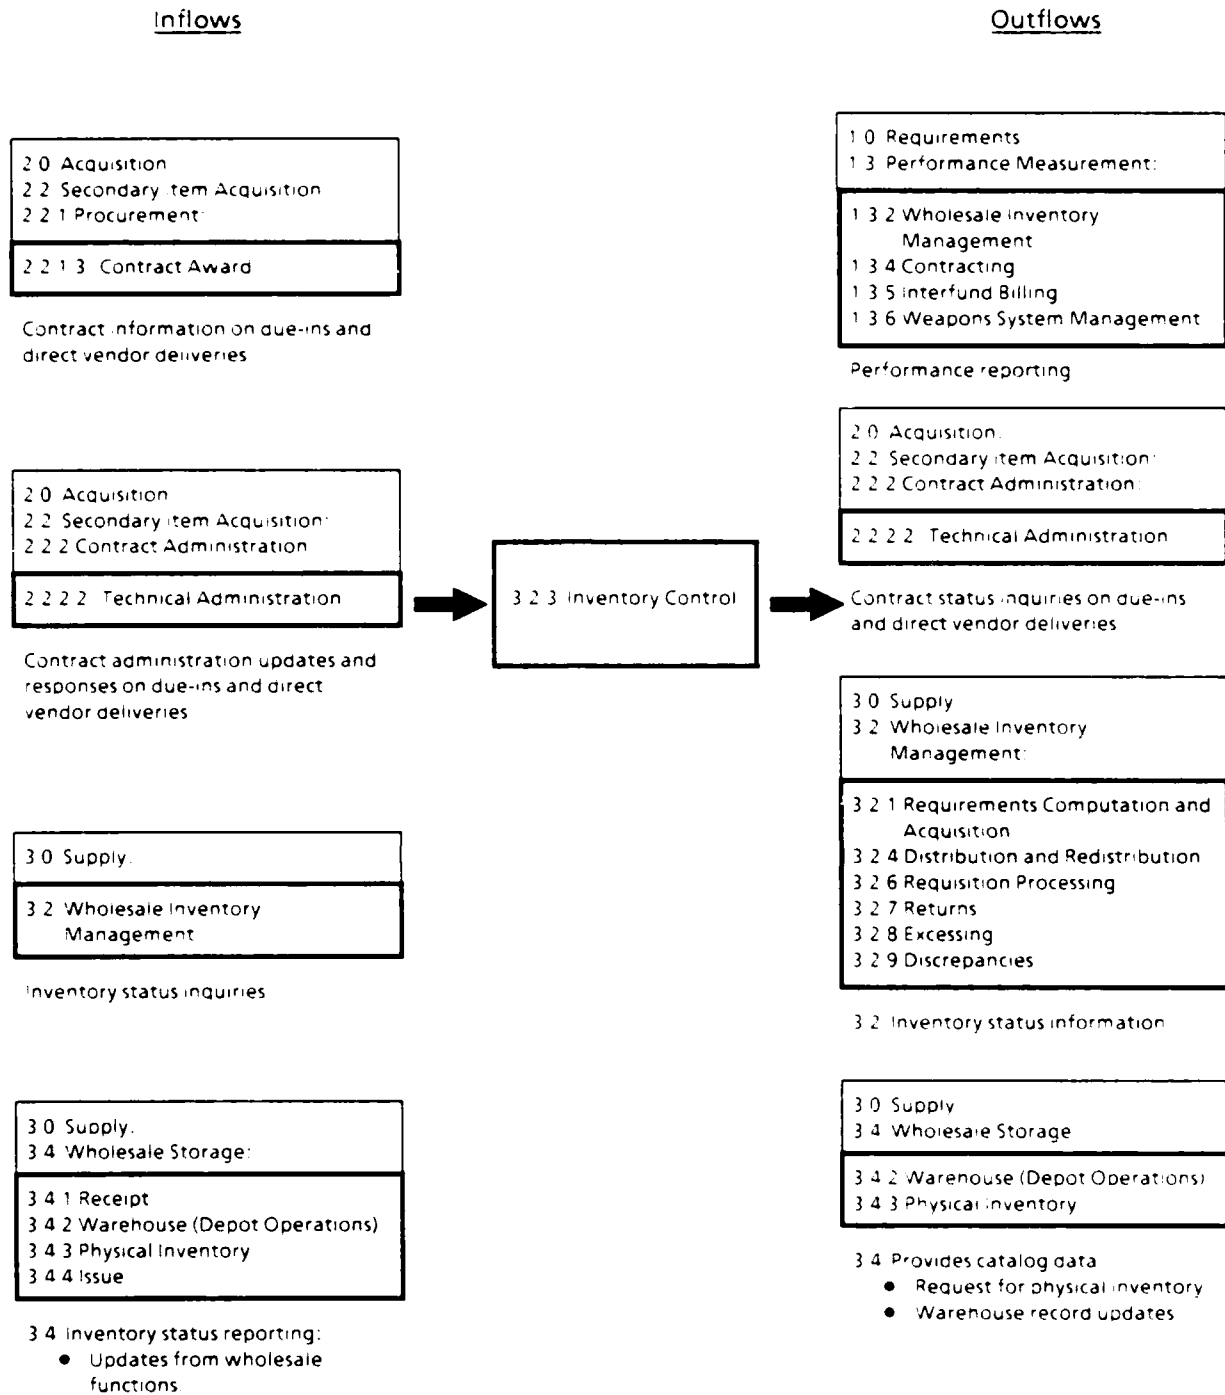 Inflows
2 0 Acquisition
2 2 Secondary Item Acquisition
2 2 1 Procurement:
2 2 1 3 Contract Award
Contract information on due-ins and
direct vendor deliveries
2 0 Acquisition
2 2 Secondary Item Acquisition:
2 2 2 Contract Administration
2 2 2 2 Technical Administration
Contract administration updates and
responses on due-ins and direct
vendor deliveries
3 0 Supply.
3 2 Wholesale Inventory
Management
Inventory status inquiries
3 0 Supply.
3 4 Wholesale Storage:
3 4 1 Receipt
3 4 2 Warehouse (Depot Operations)
3 4 3 Physical Inventory
3 4 4 Issue
3 4 Inventory status reporting:
● Updates from wholesale
functions.
3 2 3 Inventory Control
Outflows
1 0 Requirements
1 3 Performance Measurement:
1 3 2 Wholesale Inventory
Management
1 3 4 Contracting
1 3 5 Interfund Billing
1 3 6 Weapons System Management
Performance reporting
2 0 Acquisition.
2 2 Secondary Item Acquisition:
2 2 2 Contract Administration:
2 2 2 2 Technical Administration
Contract status inquiries on due-ins
and direct vendor deliveries
3 0 Supply
3 2 Wholesale Inventory
Management:
3 2 1 Requirements Computation and
Acquisition
3 2 4 Distribution and Redistribution
3 2 6 Requisition Processing
3 2 7 Returns
3 2 8 Excessing
3 2 9 Discrepancies
3 2 Inventory status information
3 0 Supply
3 4 Wholesale Storage
3 4 2 Warehouse (Depot Operations)
3 4 3 Physical Inventory
3 4 Provides catalog data
● Request for physical inventory
● Warehouse record updates